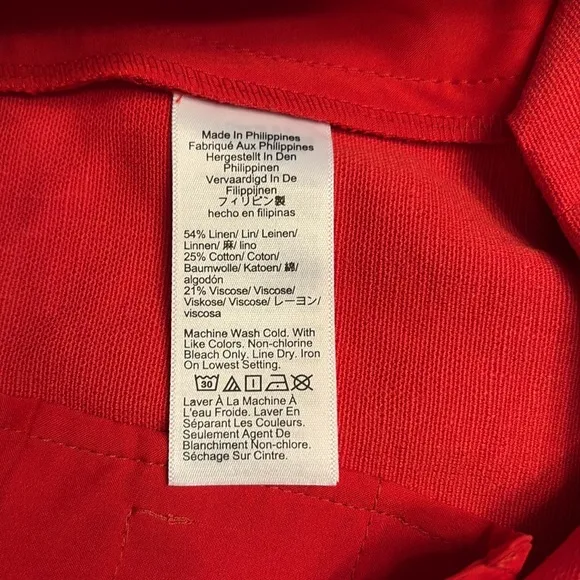 Made In Philippines
Fabriqué Aux Philippines
Hergestellt In Den
Philippinen
Vervaardigd In De
Filippijnen
フィリピン製
hecho en filipinas
54% Linen/ Lin/ Leinen/
Linnen/ 麻/ lino
25% Cotton/ Coton/
Baumwolle/ Katoen/ 綿/
algodón
21% Viscose/ Viscose/
Viskose/ Viscose/ レーヨン/
viscosa
Machine Wash Cold. With
Like Colors. Non-chlorine
Bleach Only. Line Dry. Iron
On Lowest Setting.
30
Laver À La Machine À
L'eau Froide. Laver En
Séparant Les Couleurs.
Seulement Agent De
Blanchiment Non-chlore.
Séchage Sur Cintre.